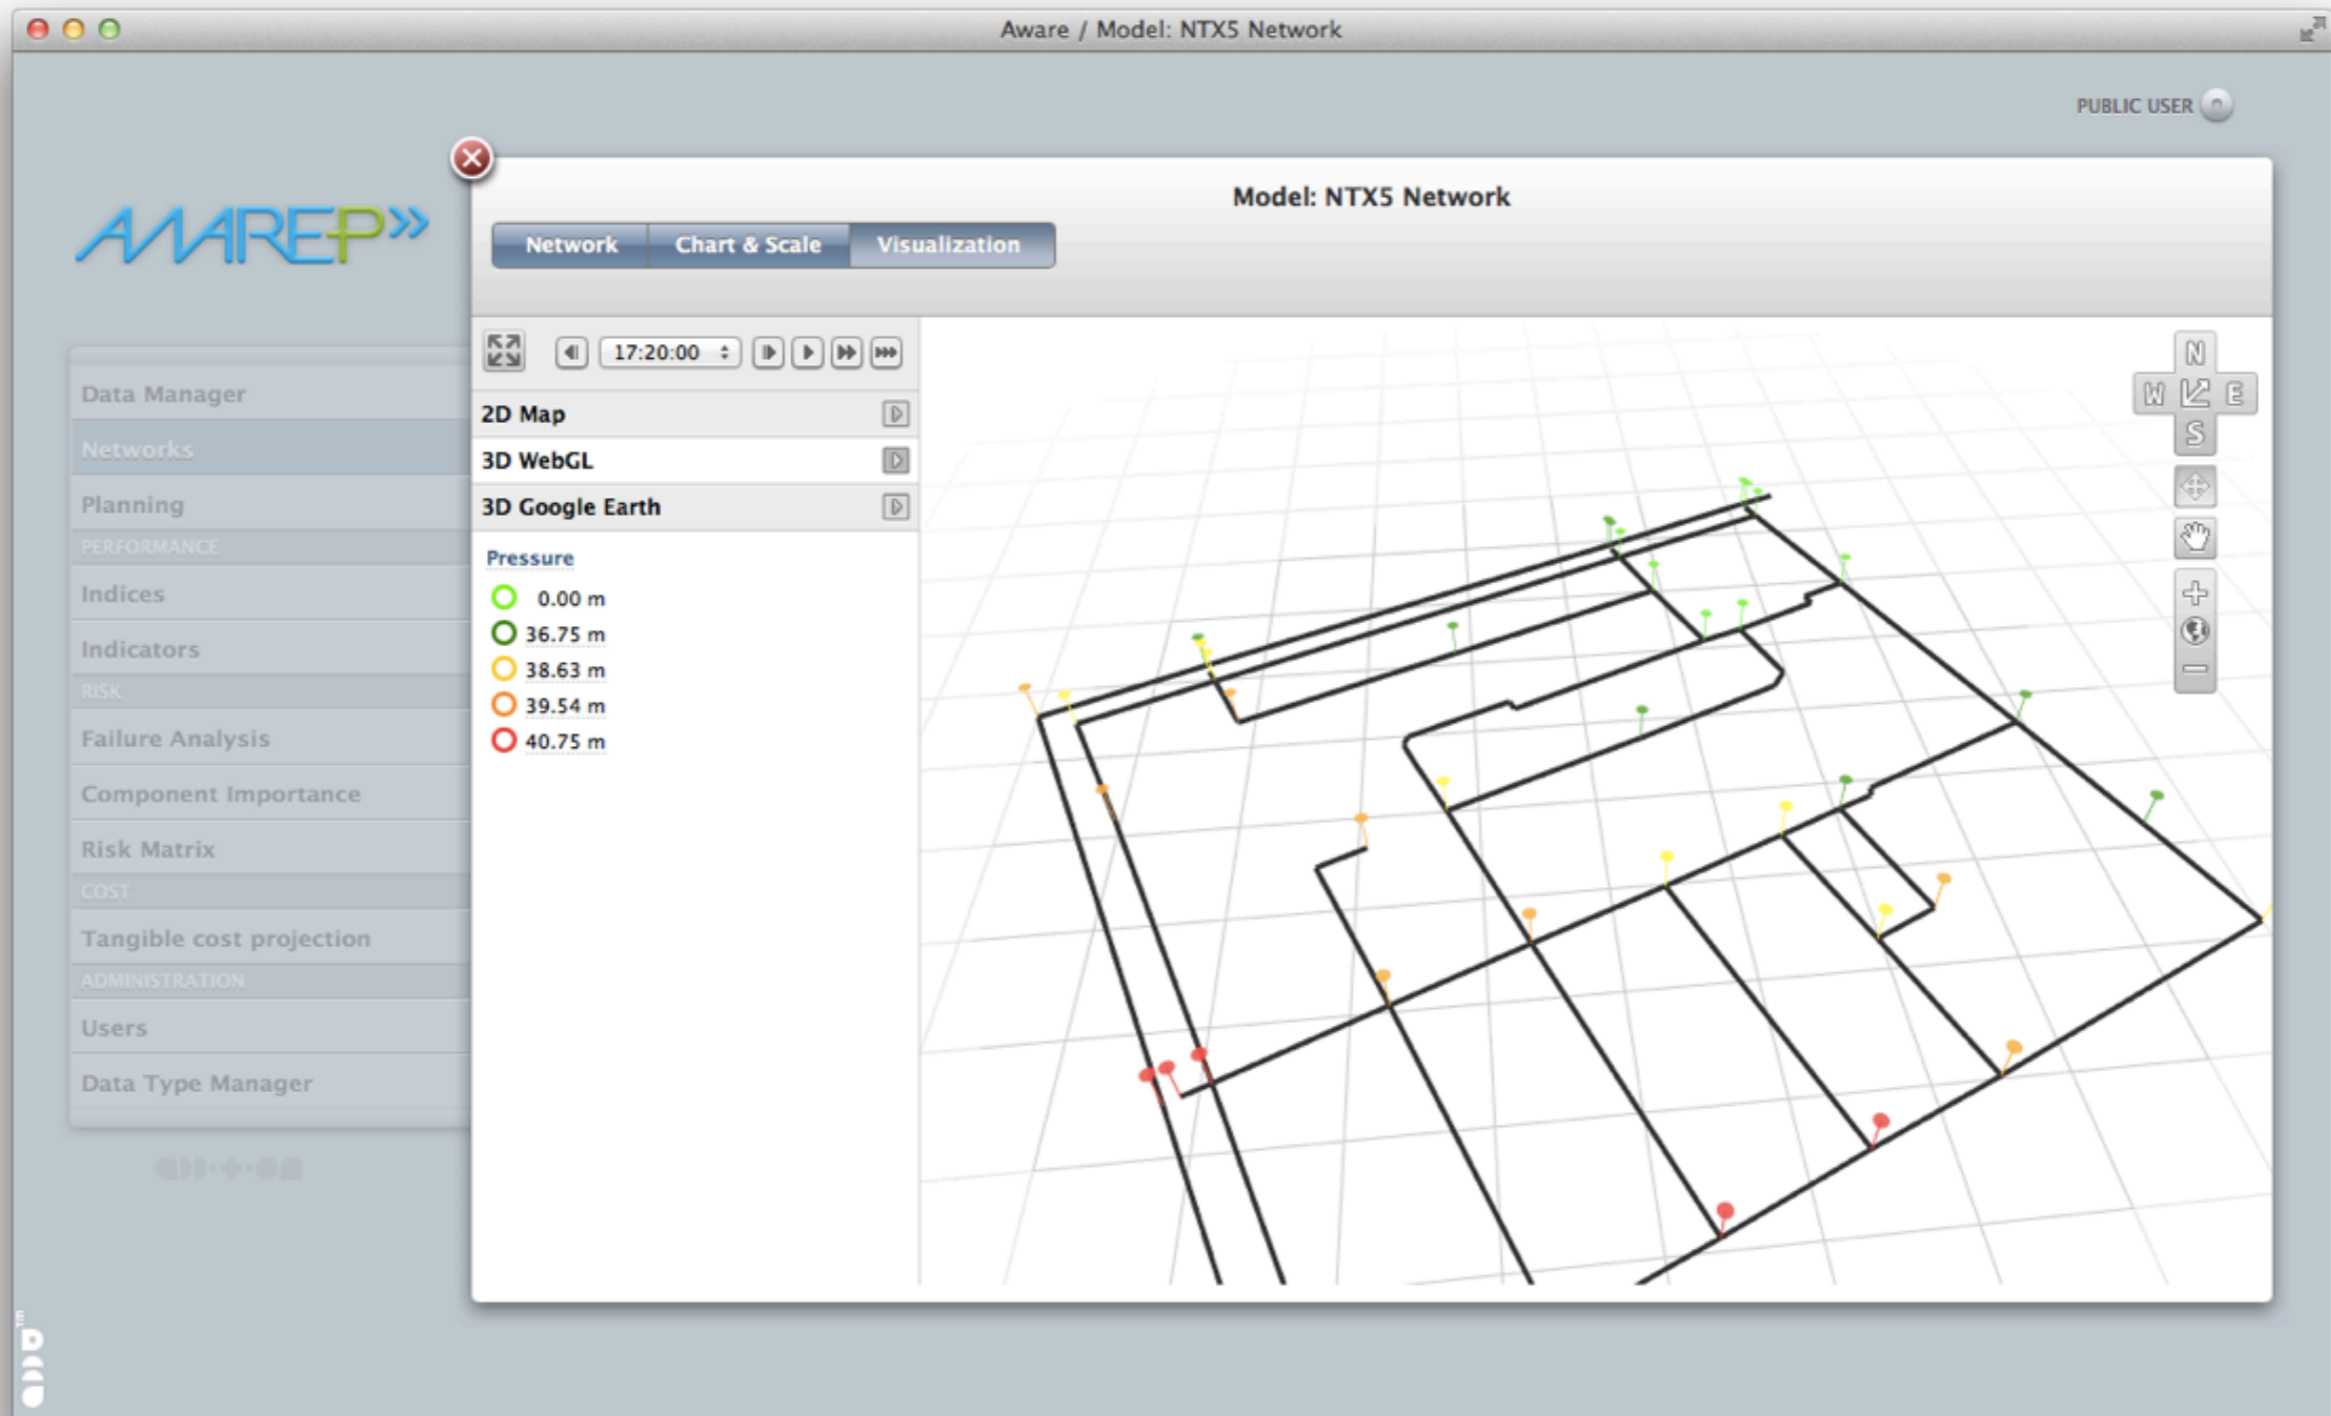 Aware / Model: NTX5 Network
PUBLIC USER
AWARE-P
Model: NTX5 Network
Network
Chart & Scale
Visualization
17:20:00
2D Map
3D WebGL
3D Google Earth
Pressure
0.00 m
36.75 m
38.63 m
39.54 m
40.75 m
Data Manager
Networks
Planning
PERFORMANCE
Indices
Indicators
RISK
Failure Analysis
Component Importance
Risk Matrix
COST
Tangible cost projection
ADMINISTRATION
Users
Data Type Manager
N
W
E
S